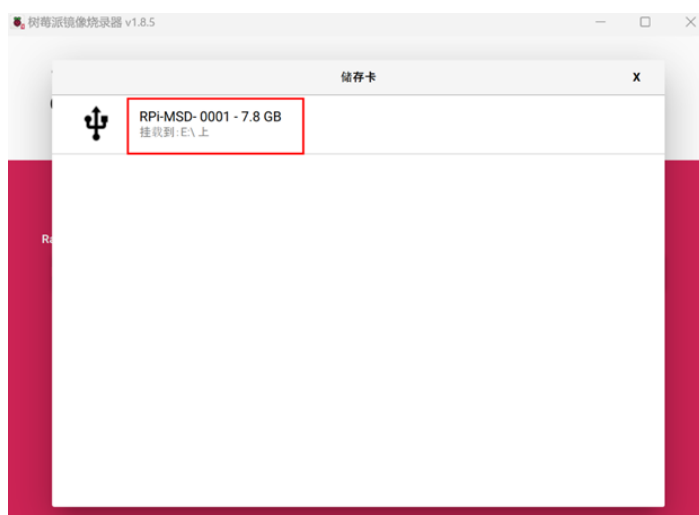 树莓派镜像烧录器 v1.8.5
储存卡
X
RPi-MSD- 0001 - 7.8 GB
挂载到:E:\ 上
Ra